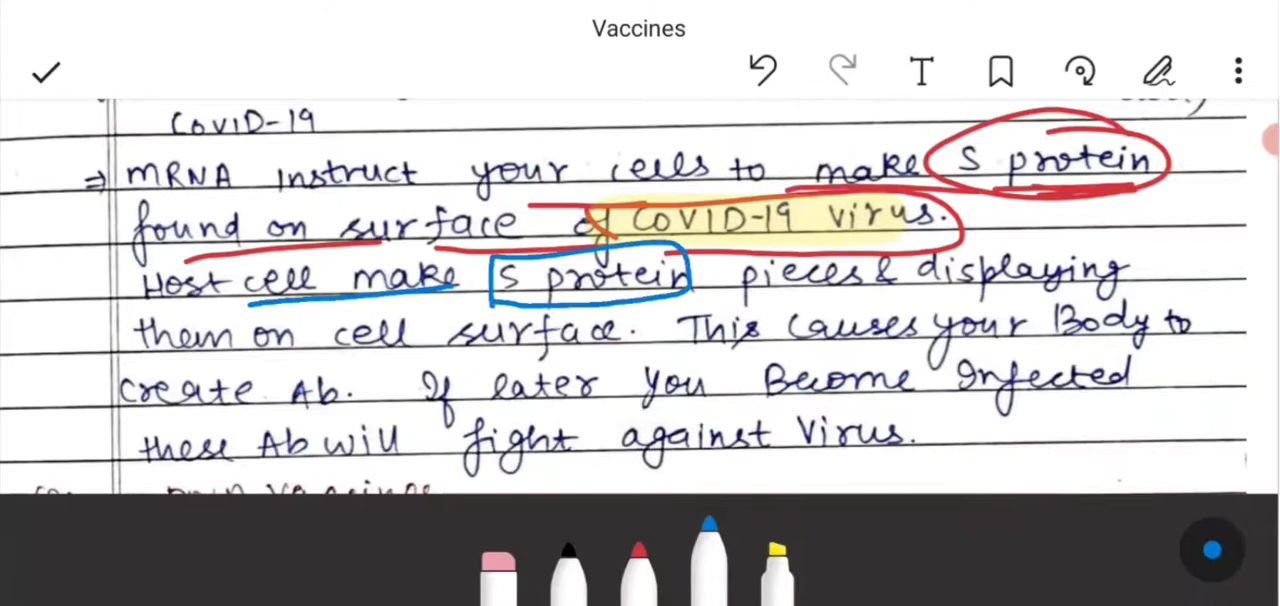 Vaccines
COVID-19
⇒ mRNA instruct your cells to make S protein
found on surface of COVID-19 virus.
Host cell make S protein pieces & displaying
them on cell surface. This causes your Body to
create Ab. If later you Become Infected
these Ab will fight against Virus.
vaccines